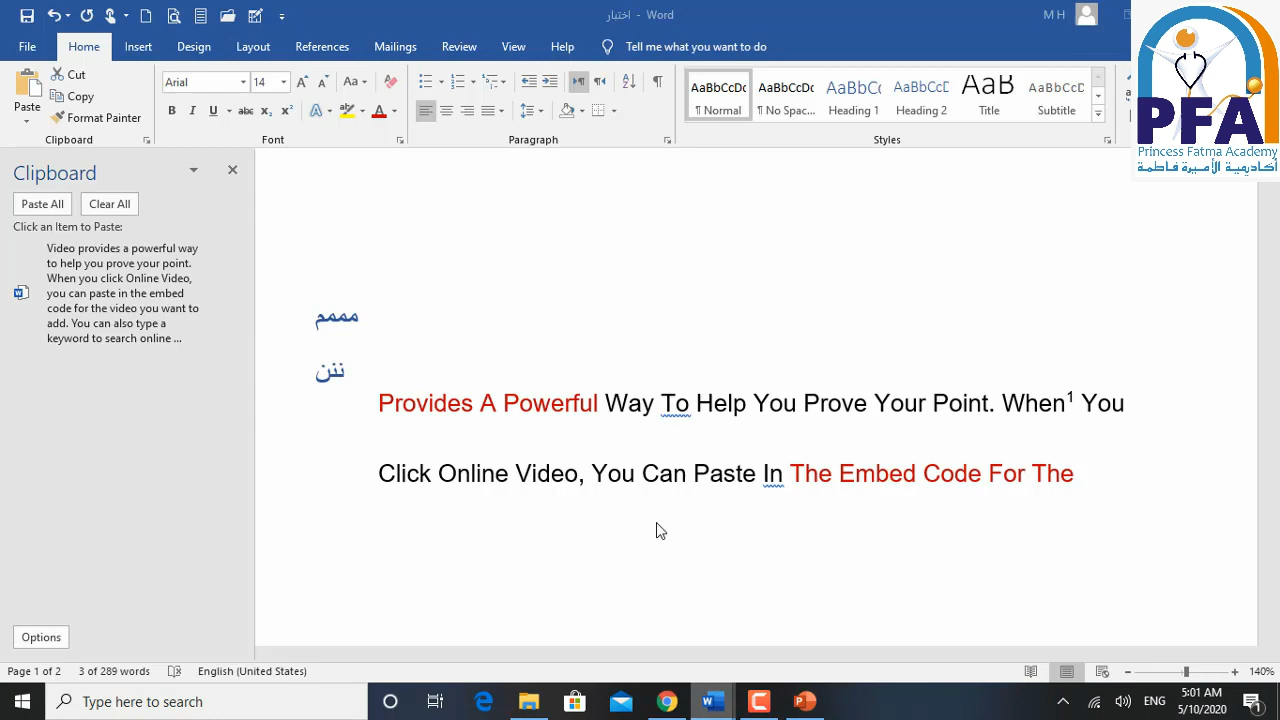 اختبار - Word
M H
File Home Insert Design Layout References Mailings Review View Help Tell me what you want to do
PFA
Princess Fatma Academy
أكاديمية الأميرة فاطمة
Paste
Cut
Copy
Format Painter
Clipboard
Arial 14 Aa
B I U abc x₂ x² A A
Font
Paragraph
AaBbCcDc AaBbCcDc AaBbCc AaBbCcC AaB AaBbCcD
¶ Normal ¶ No Spac... Heading 1 Heading 2 Title Subtitle
Styles
Clipboard
Paste All Clear All
Click an Item to Paste:
Video provides a powerful way
to help you prove your point.
When you click Online Video,
you can paste in the embed
code for the video you want to
add. You can also type a
keyword to search online ...
Options
مممم
ننن
Provides A Powerful Way To Help You Prove Your Point. When¹ You
Click Online Video, You Can Paste In The Embed Code For The
Page 1 of 2 3 of 289 words English (United States) 140%
Type here to search
ENG
5:01 AM
5/10/2020
1